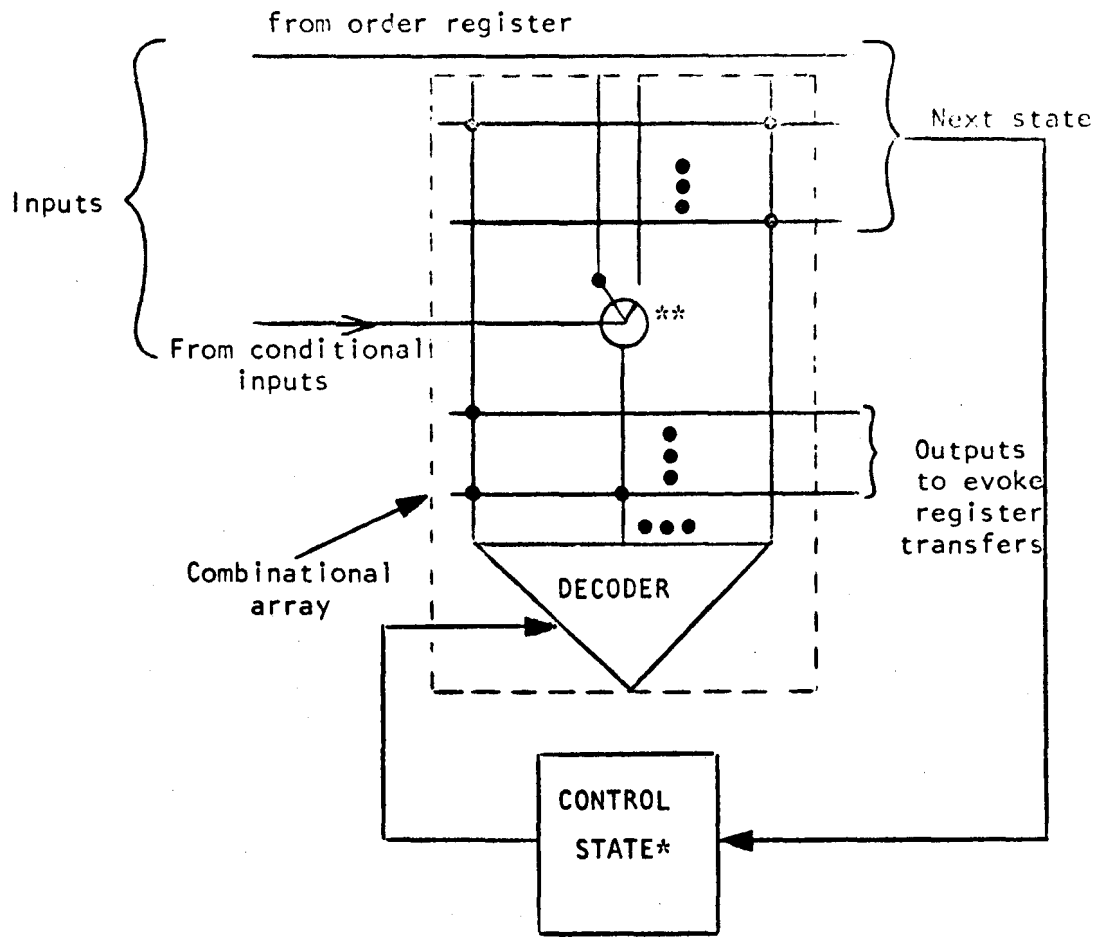 from order register
Next state
Inputs
**
From conditional
inputs
Outputs
to evoke
register
transfers
Combinational
array
DECODER
CONTROL
STATE*